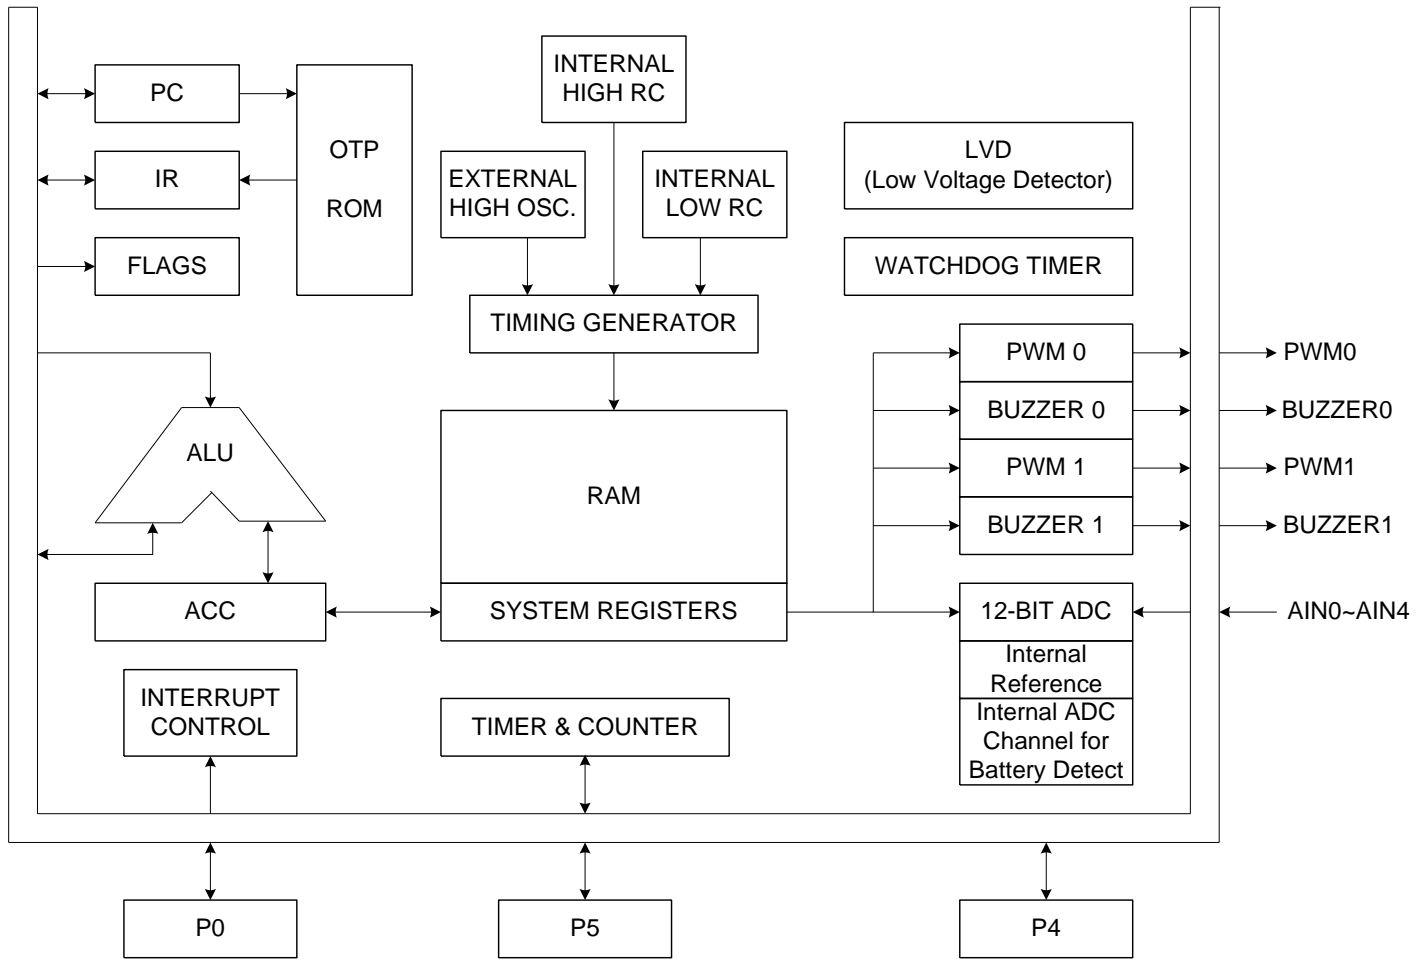 PC
IR
FLAGS
OTP
ROM
INTERNAL
HIGH RC
EXTERNAL
HIGH OSC.
INTERNAL
LOW RC
TIMING GENERATOR
LVD
(Low Voltage Detector)
WATCHDOG TIMER
ALU
ACC
RAM
SYSTEM REGISTERS
PWM 0
BUZZER 0
PWM 1
BUZZER 1
PWM0
BUZZER0
PWM1
BUZZER1
12-BIT ADC
AIN0~AIN4
Internal
Reference
Internal ADC
Channel for
Battery Detect
INTERRUPT
CONTROL
TIMER & COUNTER
P0
P5
P4